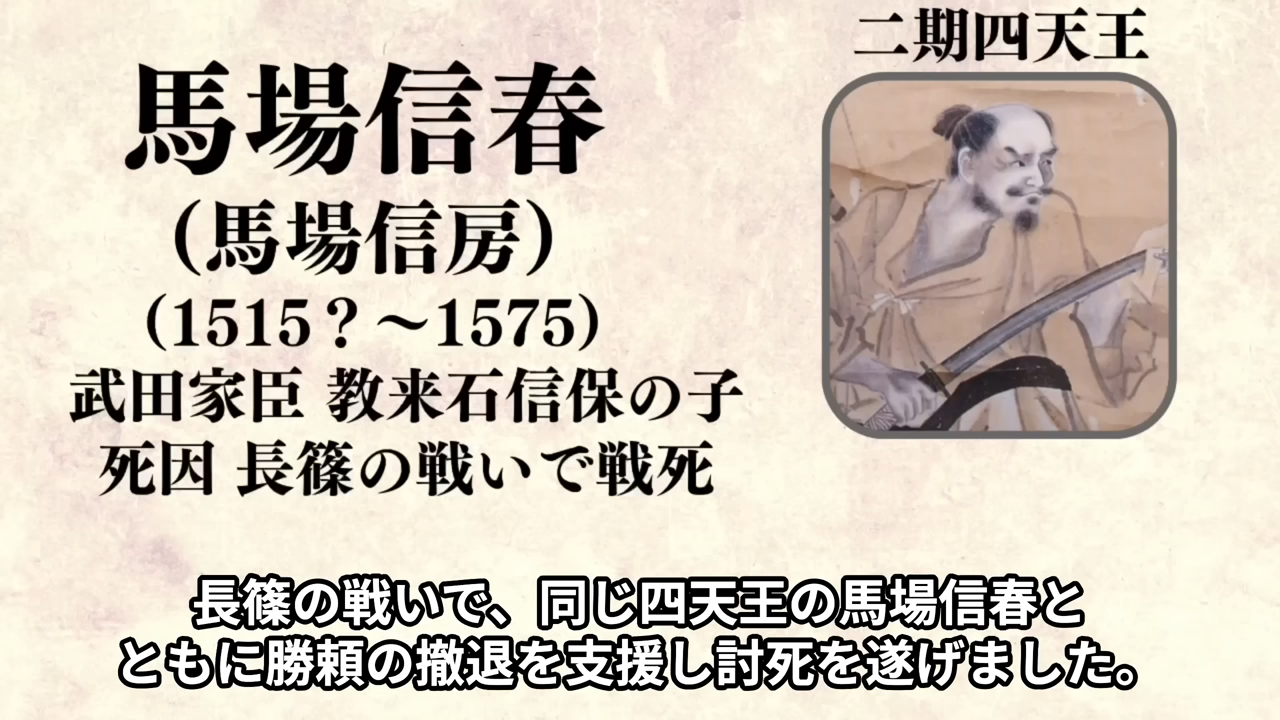 二期四天王
馬場信春
(馬場信房)
(1515？～1575)
武田家臣 教来石信保の子
死因 長篠の戦いで戦死
長篠の戦いで、同じ四天王の馬場信春と
ともに勝頼の撤退を支援し討死を遂げました。